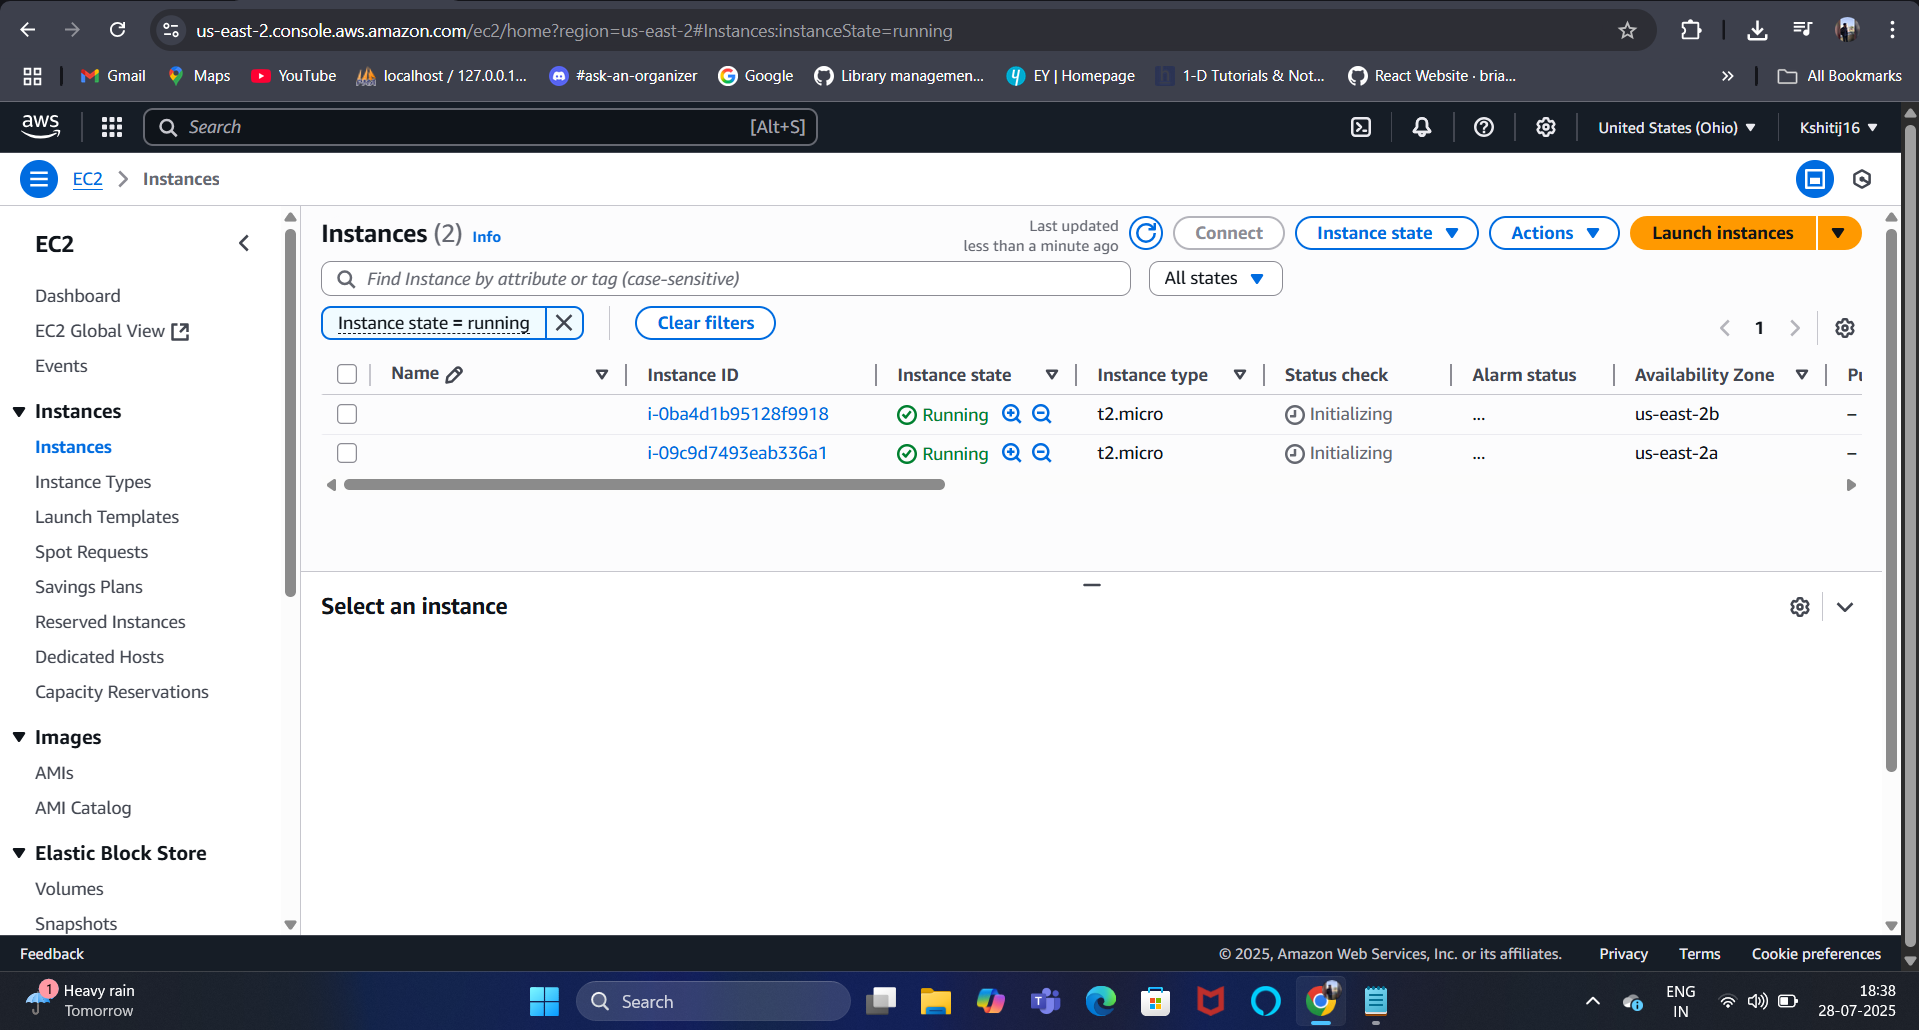 us-east-2.console.aws.amazon.com/ec2/home?region=us-east-2#Instances:instanceState=running
Gmail Maps YouTube localhost / 127.0.0.1... #ask-an-organizer Google Library managemen... EY | Homepage 1-D Tutorials & Not... React Website · bria... » All Bookmarks
aws Search [Alt+S] United States (Ohio) Kshitij16
EC2 Instances
EC2
Dashboard
EC2 Global View
Events
Instances
Instances
Instance Types
Launch Templates
Spot Requests
Savings Plans
Reserved Instances
Dedicated Hosts
Capacity Reservations
Images
AMIs
AMI Catalog
Elastic Block Store
Volumes
Snapshots
Instances (2) Info
Last updated
less than a minute ago
Connect Instance state Actions Launch instances
Find Instance by attribute or tag (case-sensitive) All states
Instance state = running Clear filters
1
Name Instance ID Instance state Instance type Status check Alarm status Availability Zone Pu
i-0ba4d1b95128f9918 Running t2.micro Initializing ... us-east-2b –
i-09c9d7493eab336a1 Running t2.micro Initializing ... us-east-2a –
Select an instance
Feedback © 2025, Amazon Web Services, Inc. or its affiliates. Privacy Terms Cookie preferences
1
Heavy rain
Tomorrow
Search
ENG
IN
18:38
28-07-2025